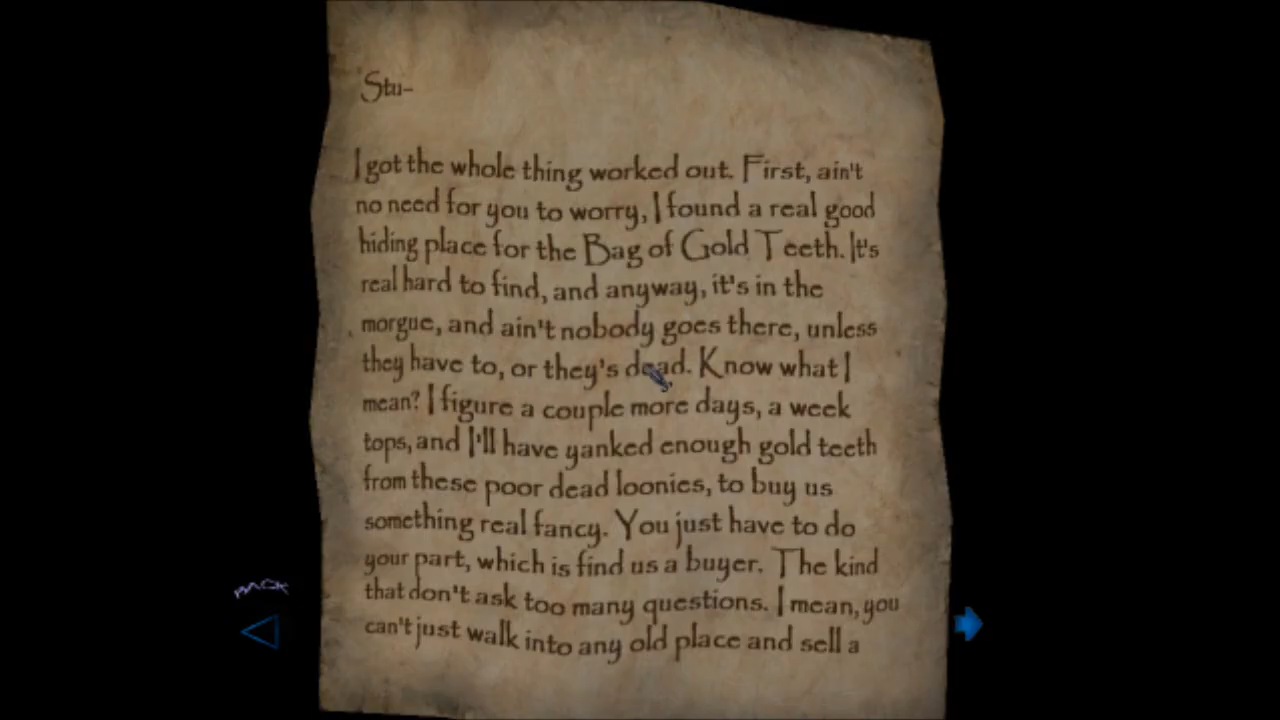 Stu-
I got the whole thing worked out. First, ain't
no need for you to worry, I found a real good
hiding place for the Bag of Gold Teeth. It's
real hard to find, and anyway, it's in the
morgue, and ain't nobody goes there, unless
they have to, or they's dead. Know what I
mean? I figure a couple more days, a week
tops, and I'll have yanked enough gold teeth
from these poor dead loonies, to buy us
something real fancy. You just have to do
your part, which is find us a buyer. The kind
that don't ask too many questions. I mean, you
can't just walk into any old place and sell a
BACK